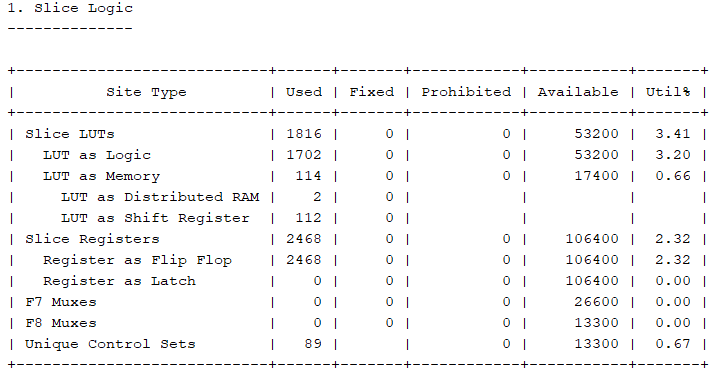 1. Slice Logic
--------------

+----------------------------+------+-------+------------+-----------+-------+
|          Site Type         | Used | Fixed | Prohibited | Available | Util% |
+----------------------------+------+-------+------------+-----------+-------+
| Slice LUTs                 | 1816 |     0 |          0 |     53200 |  3.41 |
|   LUT as Logic             | 1702 |     0 |          0 |     53200 |  3.20 |
|   LUT as Memory            |  114 |     0 |          0 |     17400 |  0.66 |
|     LUT as Distributed RAM |    2 |     0 |            |           |       |
|     LUT as Shift Register  |  112 |     0 |            |           |       |
| Slice Registers            | 2468 |     0 |          0 |    106400 |  2.32 |
|   Register as Flip Flop    | 2468 |     0 |          0 |    106400 |  2.32 |
|   Register as Latch        |    0 |     0 |          0 |    106400 |  0.00 |
| F7 Muxes                   |    0 |     0 |          0 |     26600 |  0.00 |
| F8 Muxes                   |    0 |     0 |          0 |     13300 |  0.00 |
| Unique Control Sets        |   89 |       |          0 |     13300 |  0.67 |
+----------------------------+------+-------+------------+-----------+-------+